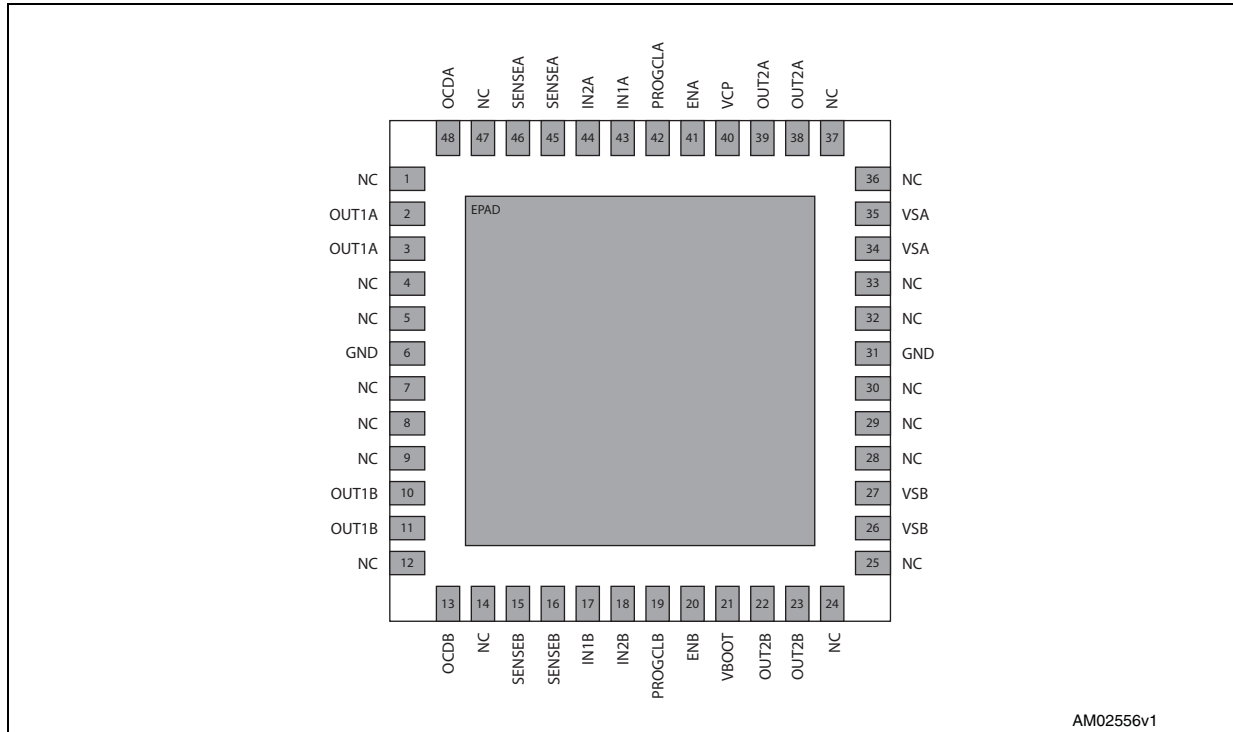 OCDA NC SENSEA SENSEA IN2A IN1A PROGCLA ENA VCP OUT2A OUT2A NC
48 47 46 45 44 43 42 41 40 39 38 37
NC 1 36 NC
EPAD
OUT1A 2 35 VSA
OUT1A 3 34 VSA
NC 4 33 NC
NC 5 32 NC
GND 6 31 GND
NC 7 30 NC
NC 8 29 NC
NC 9 28 NC
OUT1B 10 27 VSB
OUT1B 11 26 VSB
NC 12 25 NC
13 14 15 16 17 18 19 20 21 22 23 24
OCDB NC SENSEB SENSEB IN1B IN2B PROGCLB ENB VBOOT OUT2B OUT2B NC
AM02556v1